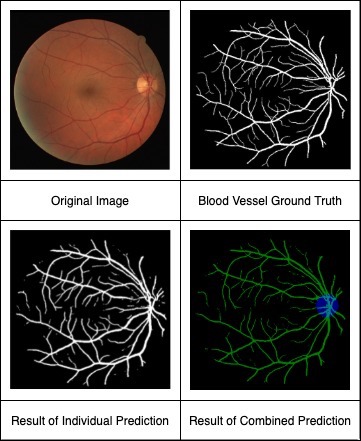 Original Image
Blood Vessel Ground Truth
Result of Individual Prediction
Result of Combined Prediction